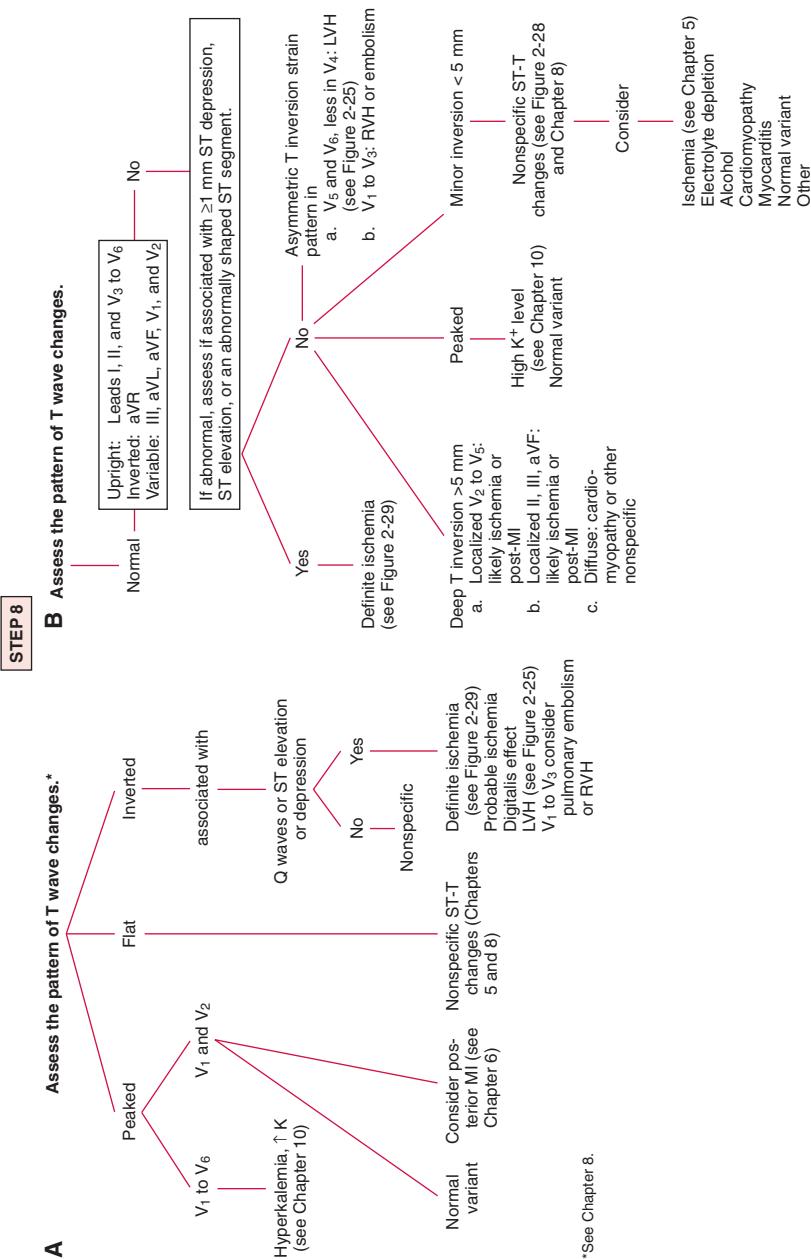 STEP 8
A
Assess the pattern of T wave changes.*
Peaked
Flat
Inverted
V1 to V6
V1 and V2
associated with
Hyperkalemia, ↑ K
(see Chapter 10)
Q waves or ST elevation
or depression
No
Yes
Nonspecific
Normal
variant
Consider pos-
terior MI (see
Chapter 6)
Nonspecific ST-T
changes (Chapters
5 and 8)
Definite ischemia
(see Figure 2-29)
Probable ischemia
Digitalis effect
LVH (see Figure 2-25)
V1 to V3 consider
pulmonary embolism
or RVH
*See Chapter 8.
B
Assess the pattern of T wave changes.
Normal
Upright: Leads I, II, and V3 to V6
Inverted: aVR
Variable: III, aVL, aVF, V1, and V2
No
If abnormal, assess if associated with ≥1 mm ST depression,
ST elevation, or an abnormally shaped ST segment.
Yes
No
Asymmetric T inversion strain
pattern in
a. V5 and V6, less in V4: LVH
(see Figure 2-25)
b. V1 to V3: RVH or embolism
Definite ischemia
(see Figure 2-29)
Deep T inversion >5 mm
a. Localized V2 to V5:
likely ischemia or
post-MI
b. Localized II, III, aVF:
likely ischemia or
post-MI
c. Diffuse: cardio-
myopathy or other
nonspecific
Peaked
High K+ level
(see Chapter 10)
Normal variant
Minor inversion < 5 mm
Nonspecific ST-T
changes (see Figure 2-28
and Chapter 8)
Consider
Ischemia (see Chapter 5)
Electrolyte depletion
Alcohol
Cardiomyopathy
Myocarditis
Normal variant
Other